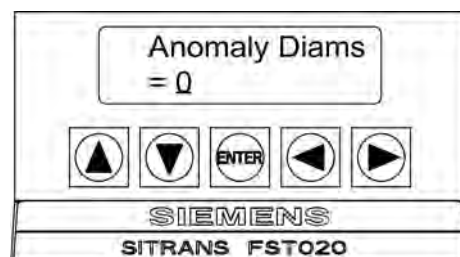 Anomaly Diams
= 0
ENTER
SIEMENS
SITRANS FST020